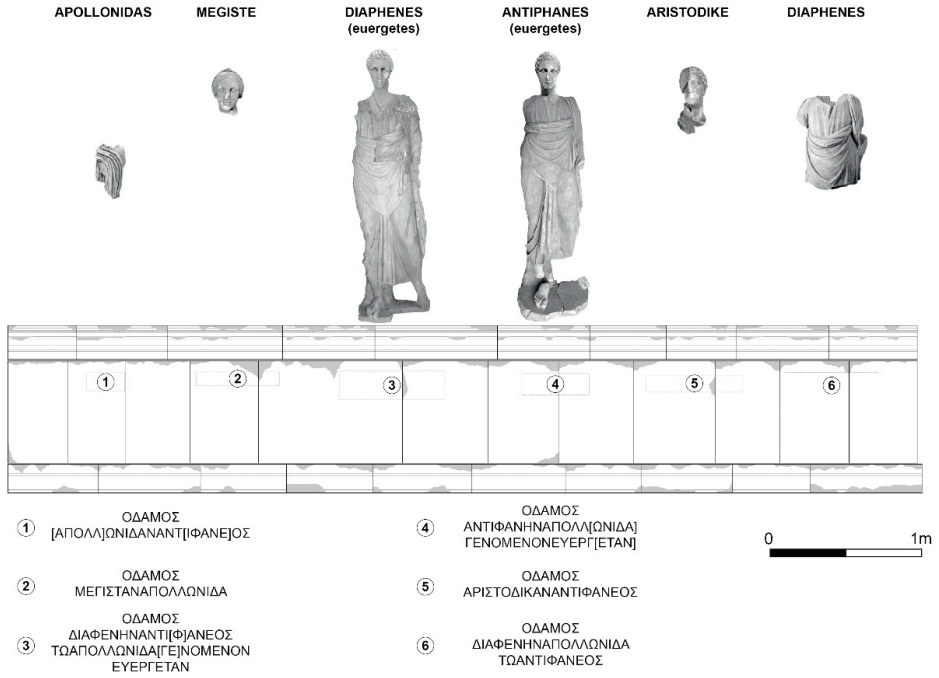 APOLLONIDAS
MEGISTE
DIAPHENES
(euergetes)
ANTIPHANES
(euergetes)
ARISTODIKE
DIAPHENES
1
2
3
4
5
6
1
ΟΔΑΜΟΣ
[ΑΠΟΛΛ]ΩΝΙΔΑΝΑΝΤ[ΙΦΑΝΕ]ΟΣ
2
ΟΔΑΜΟΣ
ΜΕΓΙΣΤΑΝΑΠΟΛΛΩΝΙΔΑ
3
ΟΔΑΜΟΣ
ΔΙΑΦΕΝΗΝΑΝΤΙ[Φ]ΑΝΕΟΣ
ΤΩΑΠΟΛΛΩΝΙΔΑ[ΓΕ]ΝΟΜΕΝΟΝ
ΕΥΕΡΓΕΤΑΝ
4
ΟΔΑΜΟΣ
ΑΝΤΙΦΑΝΗΝΑΠΟΛΛ[ΩΝΙΔΑ]
ΓΕΝΟΜΕΝΟΝΕΥΕΡΓ[ΕΤΑΝ]
5
ΟΔΑΜΟΣ
ΑΡΙΣΤΟΔΙΚΑΝΑΝΤΙΦΑΝΕΟΣ
6
ΟΔΑΜΟΣ
ΔΙΑΦΕΝΗΝΑΠΟΛΛΩΝΙΔΑ
ΤΩΑΝΤΙΦΑΝΕΟΣ
0 1m